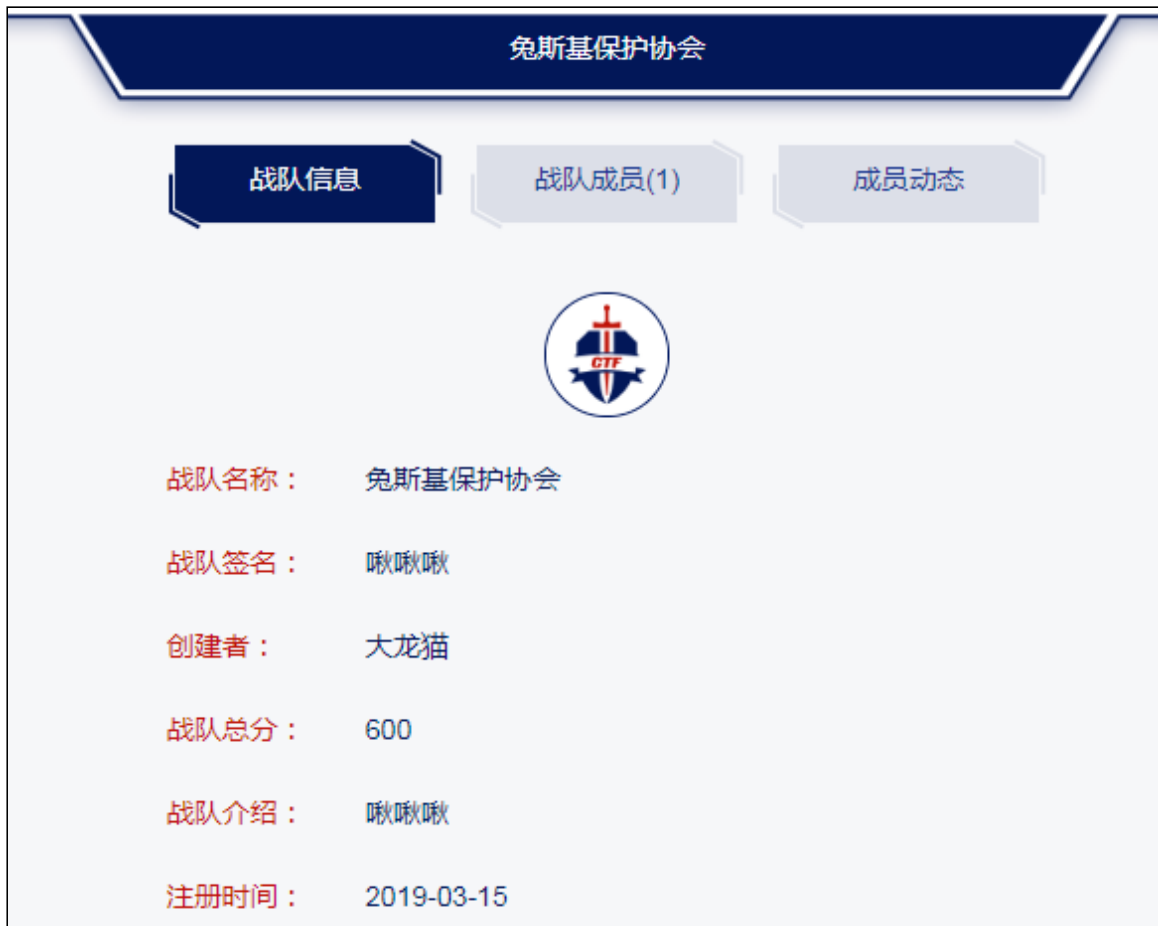 兔斯基保护协会
战队信息 战队成员(1) 成员动态
CTF
战队名称： 兔斯基保护协会
战队签名： 啾啾啾
创建者： 大龙猫
战队总分： 600
战队介绍： 啾啾啾
注册时间： 2019-03-15